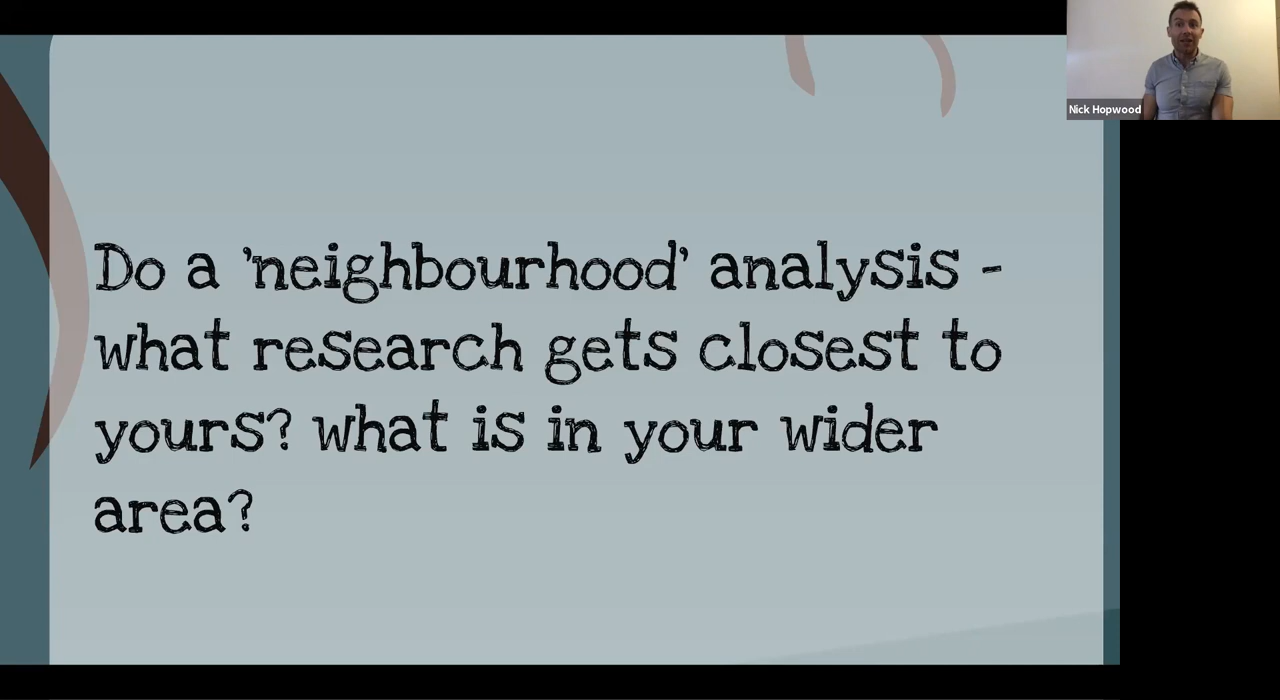 Nick Hopwood
Do a 'neighbourhood' analysis -
what research gets closest to
yours? what is in your wider
area?